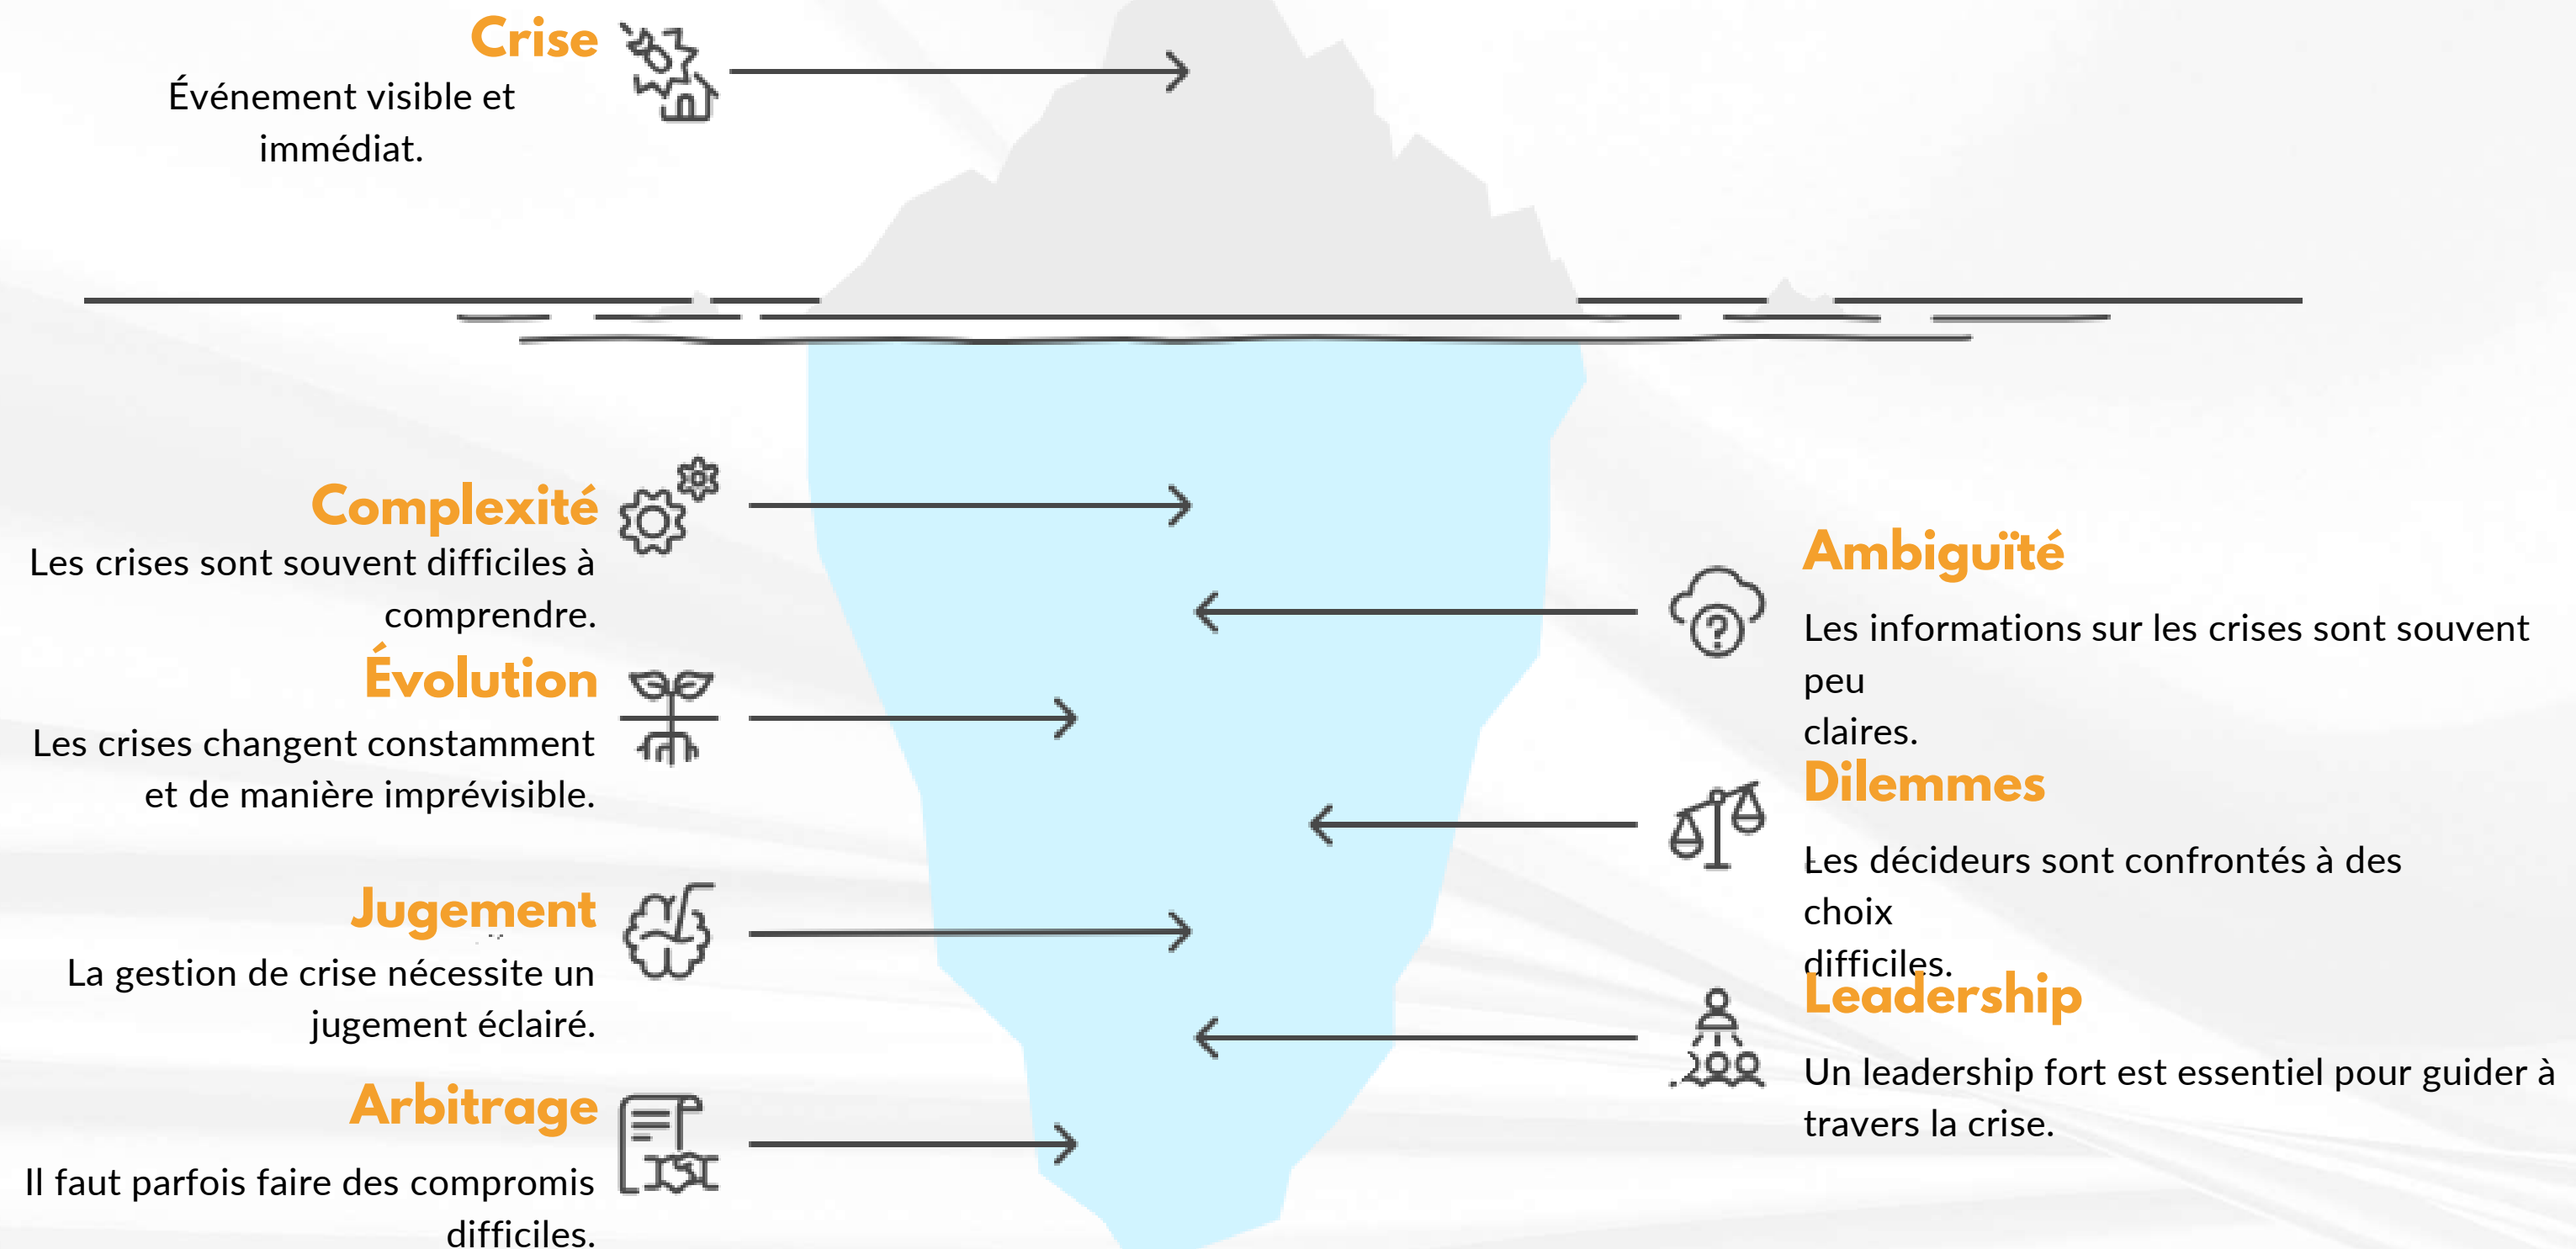 Crise
Événement visible et
immédiat.
Complexité
Les crises sont souvent difficiles à
comprendre.
Évolution
Les crises changent constamment
et de manière imprévisible.
Jugement
La gestion de crise nécessite un
jugement éclairé.
Arbitrage
Il faut parfois faire des compromis
difficiles.
Ambiguïté
Les informations sur les crises sont souvent
peu
claires.
Dilemmes
Les décideurs sont confrontés à des
choix
difficiles.
Leadership
Un leadership fort est essentiel pour guider à
travers la crise.